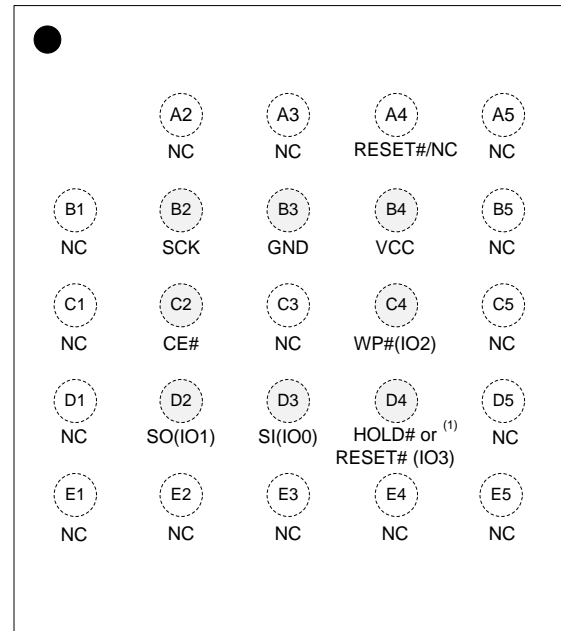 A2 A3 A4 A5
NC NC RESET#/NC NC
B1 B2 B3 B4 B5
NC SCK GND VCC NC
C1 C2 C3 C4 C5
NC CE# NC WP#(IO2) NC
D1 D2 D3 D4 D5
NC SO(IO1) SI(IO0) HOLD# or (1) NC
RESET# (IO3)
E1 E2 E3 E4 E5
NC NC NC NC NC